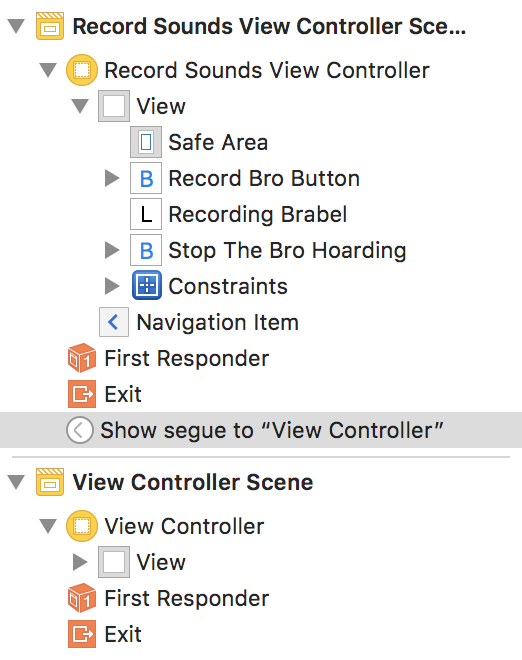 Record Sounds View Controller Sce...
Record Sounds View Controller
View
Safe Area
B Record Bro Button
L Recording Brabel
B Stop The Bro Hoarding
Constraints
Navigation Item
1 First Responder
Exit
Show segue to “View Controller”
View Controller Scene
View Controller
View
1 First Responder
Exit